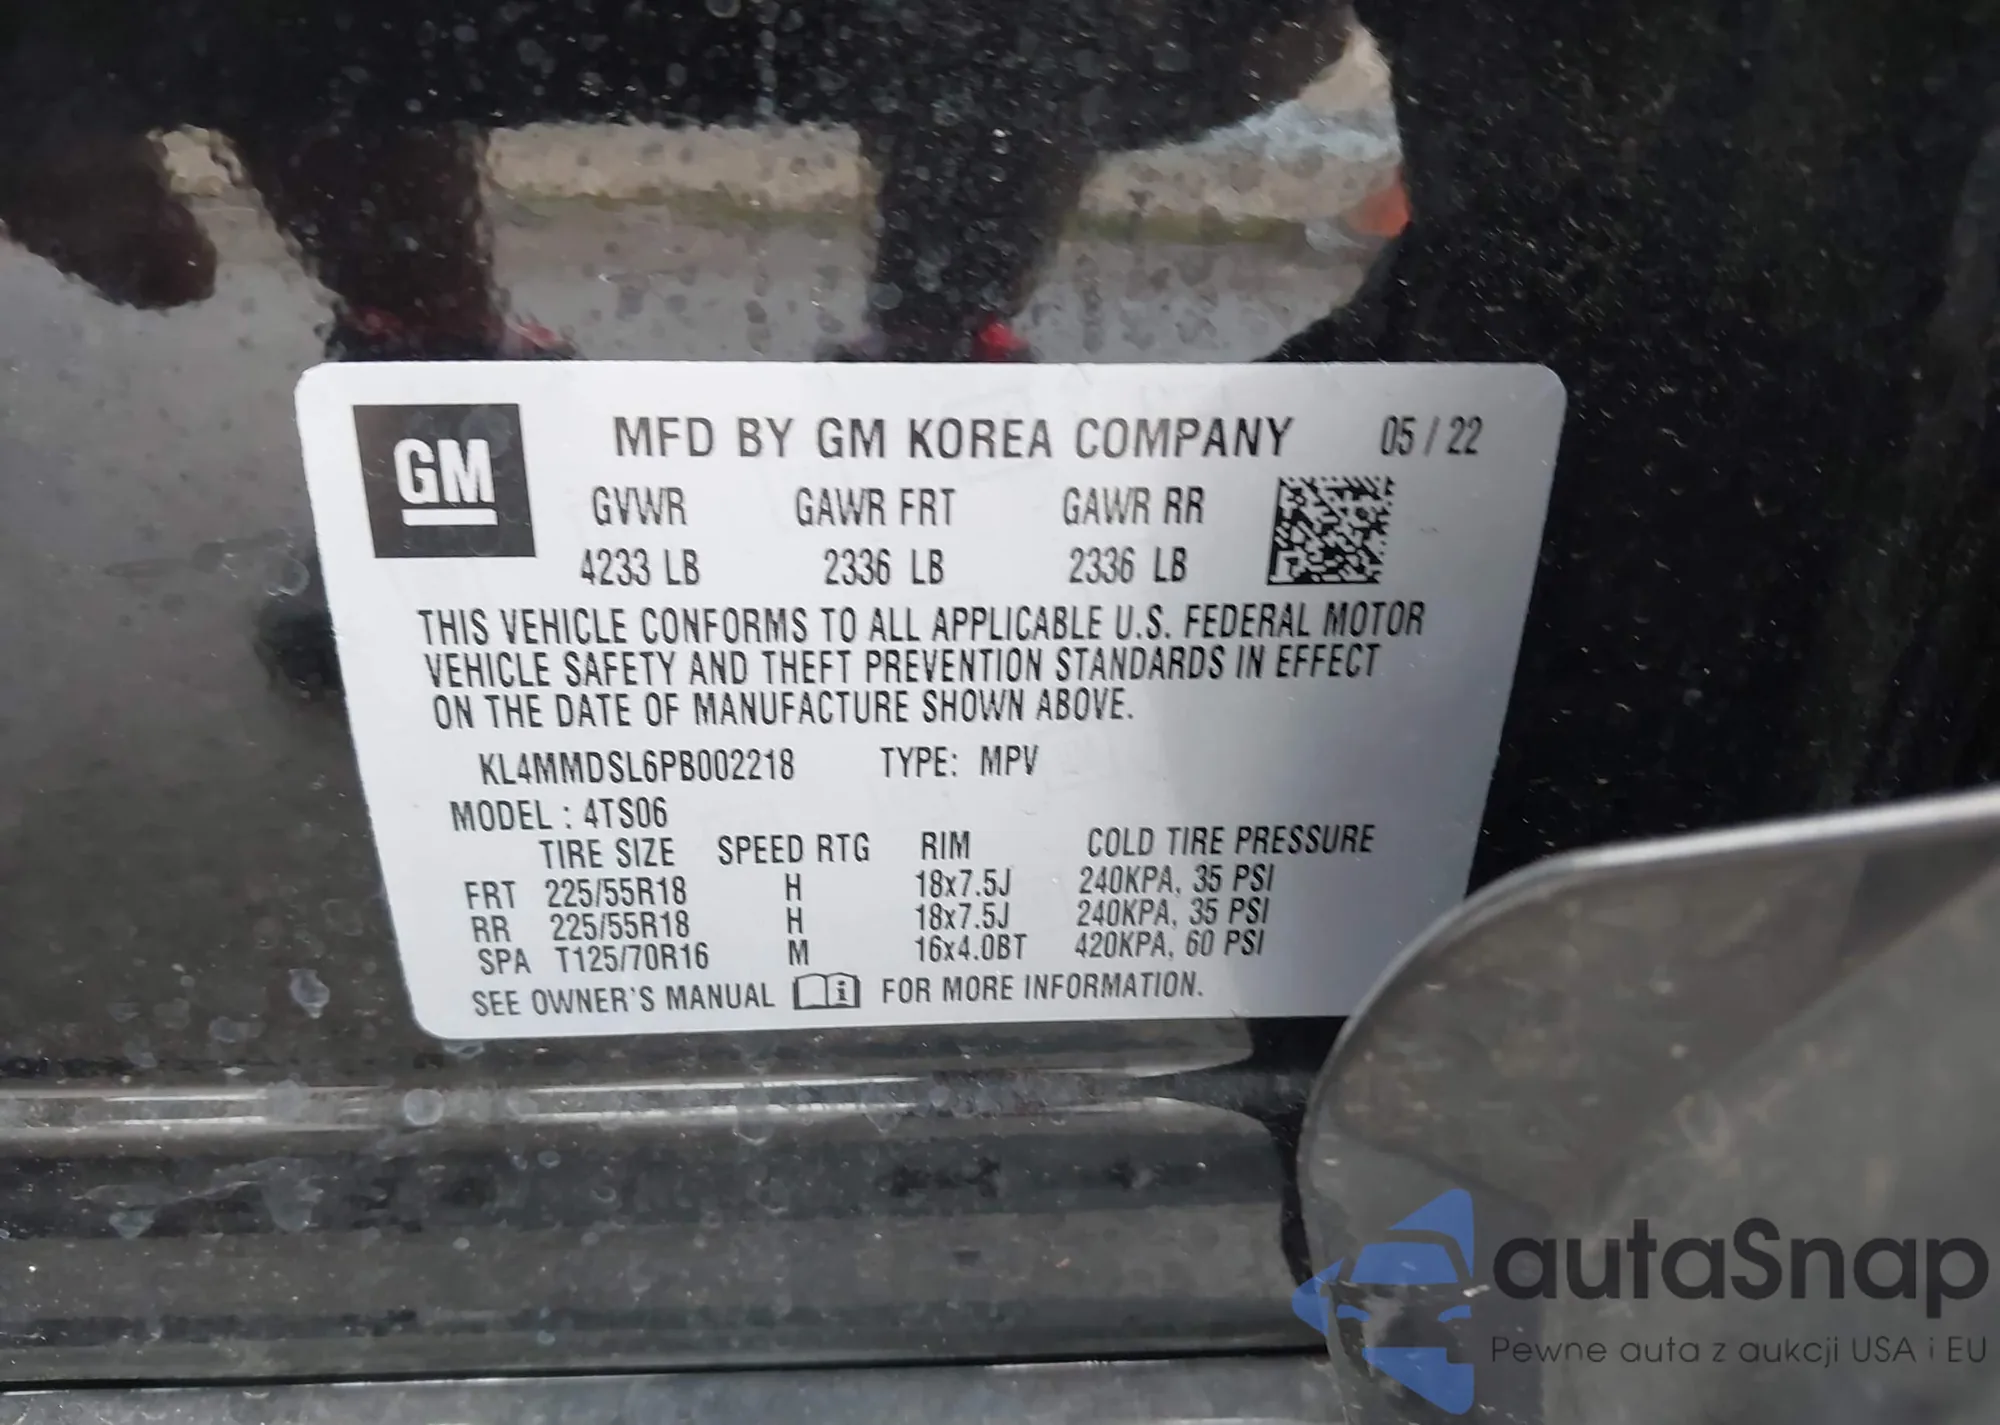 GM
MFD BY GM KOREA COMPANY 05 / 22
GVWR GAWR FRT GAWR RR
4233 LB 2336 LB 2336 LB
THIS VEHICLE CONFORMS TO ALL APPLICABLE U.S. FEDERAL MOTOR
VEHICLE SAFETY AND THEFT PREVENTION STANDARDS IN EFFECT
ON THE DATE OF MANUFACTURE SHOWN ABOVE.
KL4MMDSL6PB002218 TYPE: MPV
MODEL : 4TS06
TIRE SIZE SPEED RTG RIM COLD TIRE PRESSURE
FRT 225/55R18 H 18x7.5J 240KPA, 35 PSI
RR 225/55R18 H 18x7.5J 240KPA, 35 PSI
SPA T125/70R16 M 16x4.0BT 420KPA, 60 PSI
SEE OWNER'S MANUAL i FOR MORE INFORMATION.
autaSnap
Pewne auta z aukcji USA i EU